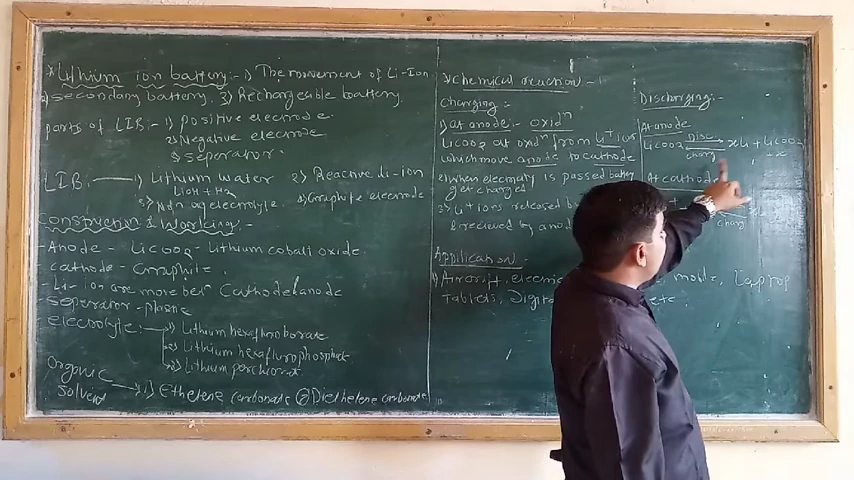 * Lithium ion battery :- 1) The movement of Li-Ion
2) secondary battery. 3) Rechargeble battery.
parts of LIB:- 1) positive electrode.
2) Negative electrode
3) seperator.
LIB. 1) Lithium water 2) Reactive li-ion
LiOH + H2
3) Non aq electrolyte. 4) Graphite electrode
Construction & Working:-
- Anode - LiCoO2 - Lithium cobalt oxide.
- cathode - Graphite.
- Li-ion are move betn Cathode & anode
- Seperator - plastic
- electrolyte 1) Lithium hexafluroborate.
2) Lithium hexaflurophosphate
3) Lithium perchlorate.
Organic solvent 1) Ethelene carbonate 2) Diethelene carbonate
* chemical reaction -
Charging :-
1) At anode :- oxidn
LiCoO2 at oxidn from Li+ ions
which move anode to cathode
2) when electricity is passed battery
get charged
3) Li+ ions released
& recieved by
Application :-
1) Aircraft, electric mobile, Laptop
Tablets, Digital etc.
Discharging :-
At anode
LiCoO2 Disc. charg xLi + LiCoO2
At cathode
charg